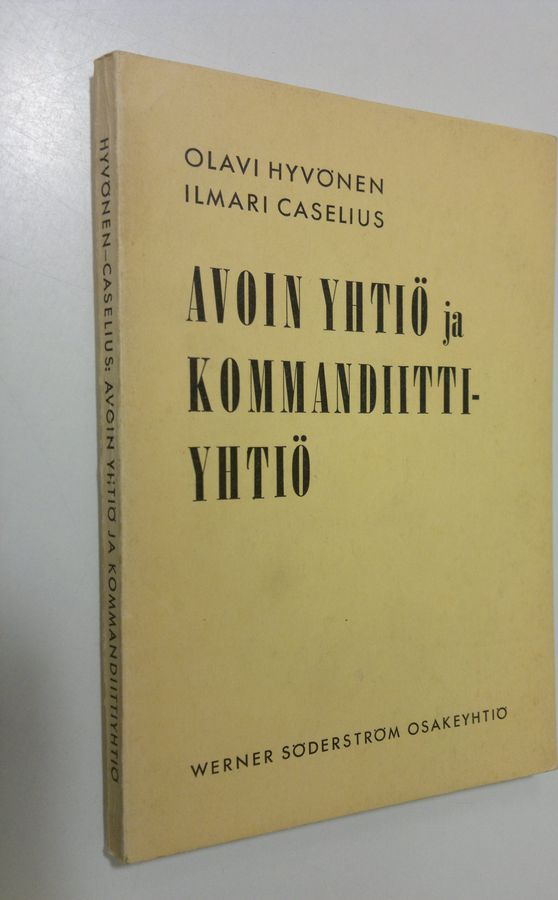 OLAVI HYVÖNEN
ILMARI CASELIUS
AVOIN YHTIÖ ja
KOMMANDIITTI-
YHTIÖ
WERNER SÖDERSTRÖM OSAKEYHTIÖ
HYVÖNEN–CASELIUS: AVOIN YHTIÖ JA KOMMANDIITTIYHTIÖ